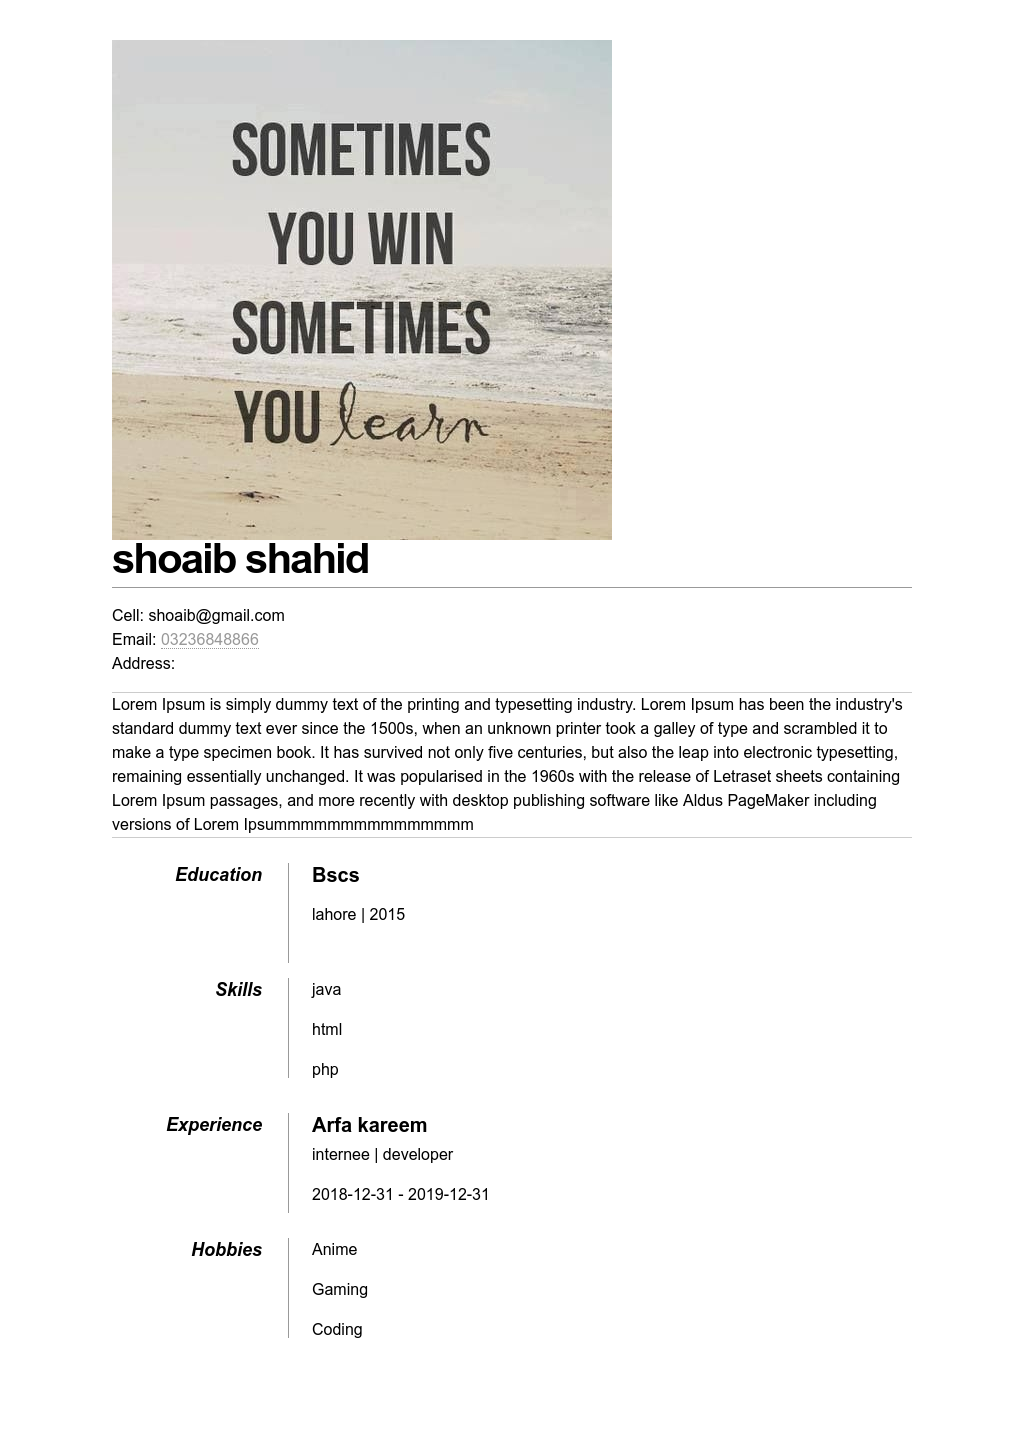 SOMETIMES
YOU WIN
SOMETIMES
YOU learn
shoaib shahid
Cell: shoaib@gmail.com
Email: 03236848866
Address:
Lorem Ipsum is simply dummy text of the printing and typesetting industry. Lorem Ipsum has been the industry's
standard dummy text ever since the 1500s, when an unknown printer took a galley of type and scrambled it to
make a type specimen book. It has survived not only five centuries, but also the leap into electronic typesetting,
remaining essentially unchanged. It was popularised in the 1960s with the release of Letraset sheets containing
Lorem Ipsum passages, and more recently with desktop publishing software like Aldus PageMaker including
versions of Lorem Ipsummmmmmmmmmmmmmm
Education
Bscs
lahore | 2015
Skills
java
html
php
Experience
Arfa kareem
internee | developer
2018-12-31 - 2019-12-31
Hobbies
Anime
Gaming
Coding